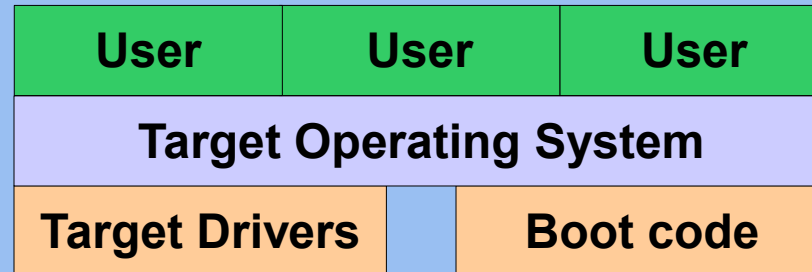 User User User
Target Operating System
Target Drivers Boot code